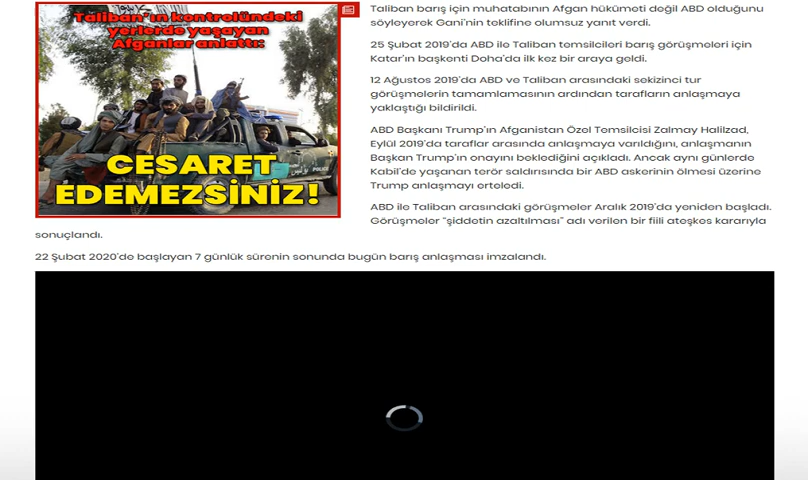 Taliban'ın kontrolündeki
yerlerde yaşayan
Afganlar anlattı:
CESARET
EDEMEZSİNİZ!
Taliban barış için muhatabının Afgan hükümeti değil ABD olduğunu
söyleyerek Gani'nin teklifine olumsuz yanıt verdi.
25 Şubat 2019'da ABD ile Taliban temsilcileri barış görüşmeleri için
Katar'ın başkenti Doha'da ilk kez bir araya geldi.
12 Ağustos 2019'da ABD ve Taliban arasındaki sekizinci tur
görüşmelerin tamamlamasının ardından tarafların anlaşmaya
yaklaştığı bildirildi.
ABD Başkanı Trump'ın Afganistan Özel Temsilcisi Zalmay Halilzad,
Eylül 2019'da taraflar arasında anlaşmaya varıldığını, anlaşmanın
Başkan Trump'ın onayını beklediğini açıkladı. Ancak aynı günlerde
Kabil'de yaşanan terör saldırısında bir ABD askerinin ölmesi üzerine
Trump anlaşmayı erteledi.
ABD ile Taliban arasındaki görüşmeler Aralık 2019'da yeniden başladı.
Görüşmeler “şiddetin azaltılması” adı verilen bir fiili ateşkes kararıyla
sonuçlandı.
22 Şubat 2020'de başlayan 7 günlük sürenin sonunda bugün barış anlaşması imzalandı.